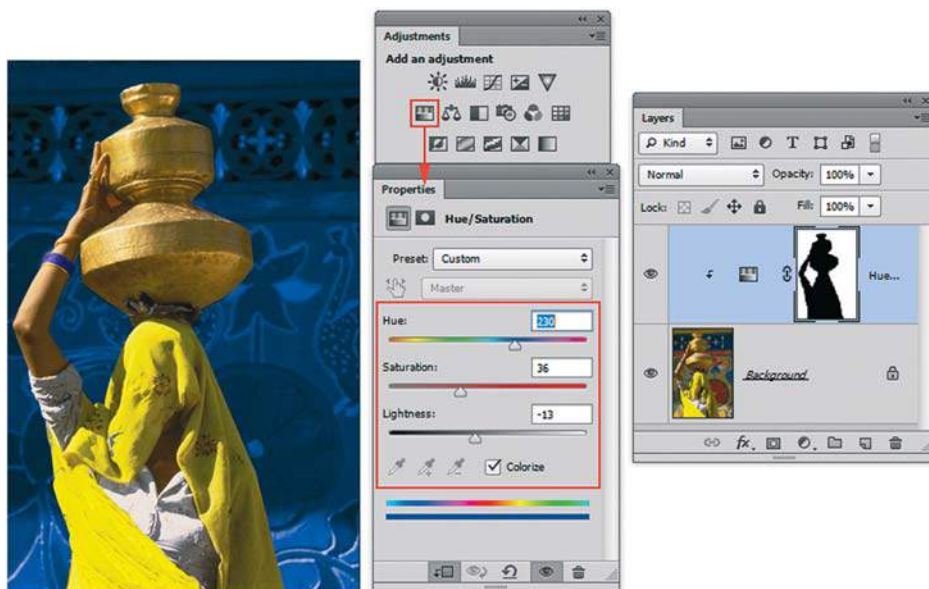 Adjustments
Add an adjustment
Properties
Hue/Saturation
Preset: Custom
Master
Hue: 230
Saturation: 36
Lightness: -13
Colorize
Layers
Kind
Normal Opacity: 100%
Lock: Fill: 100%
Hue...
Background